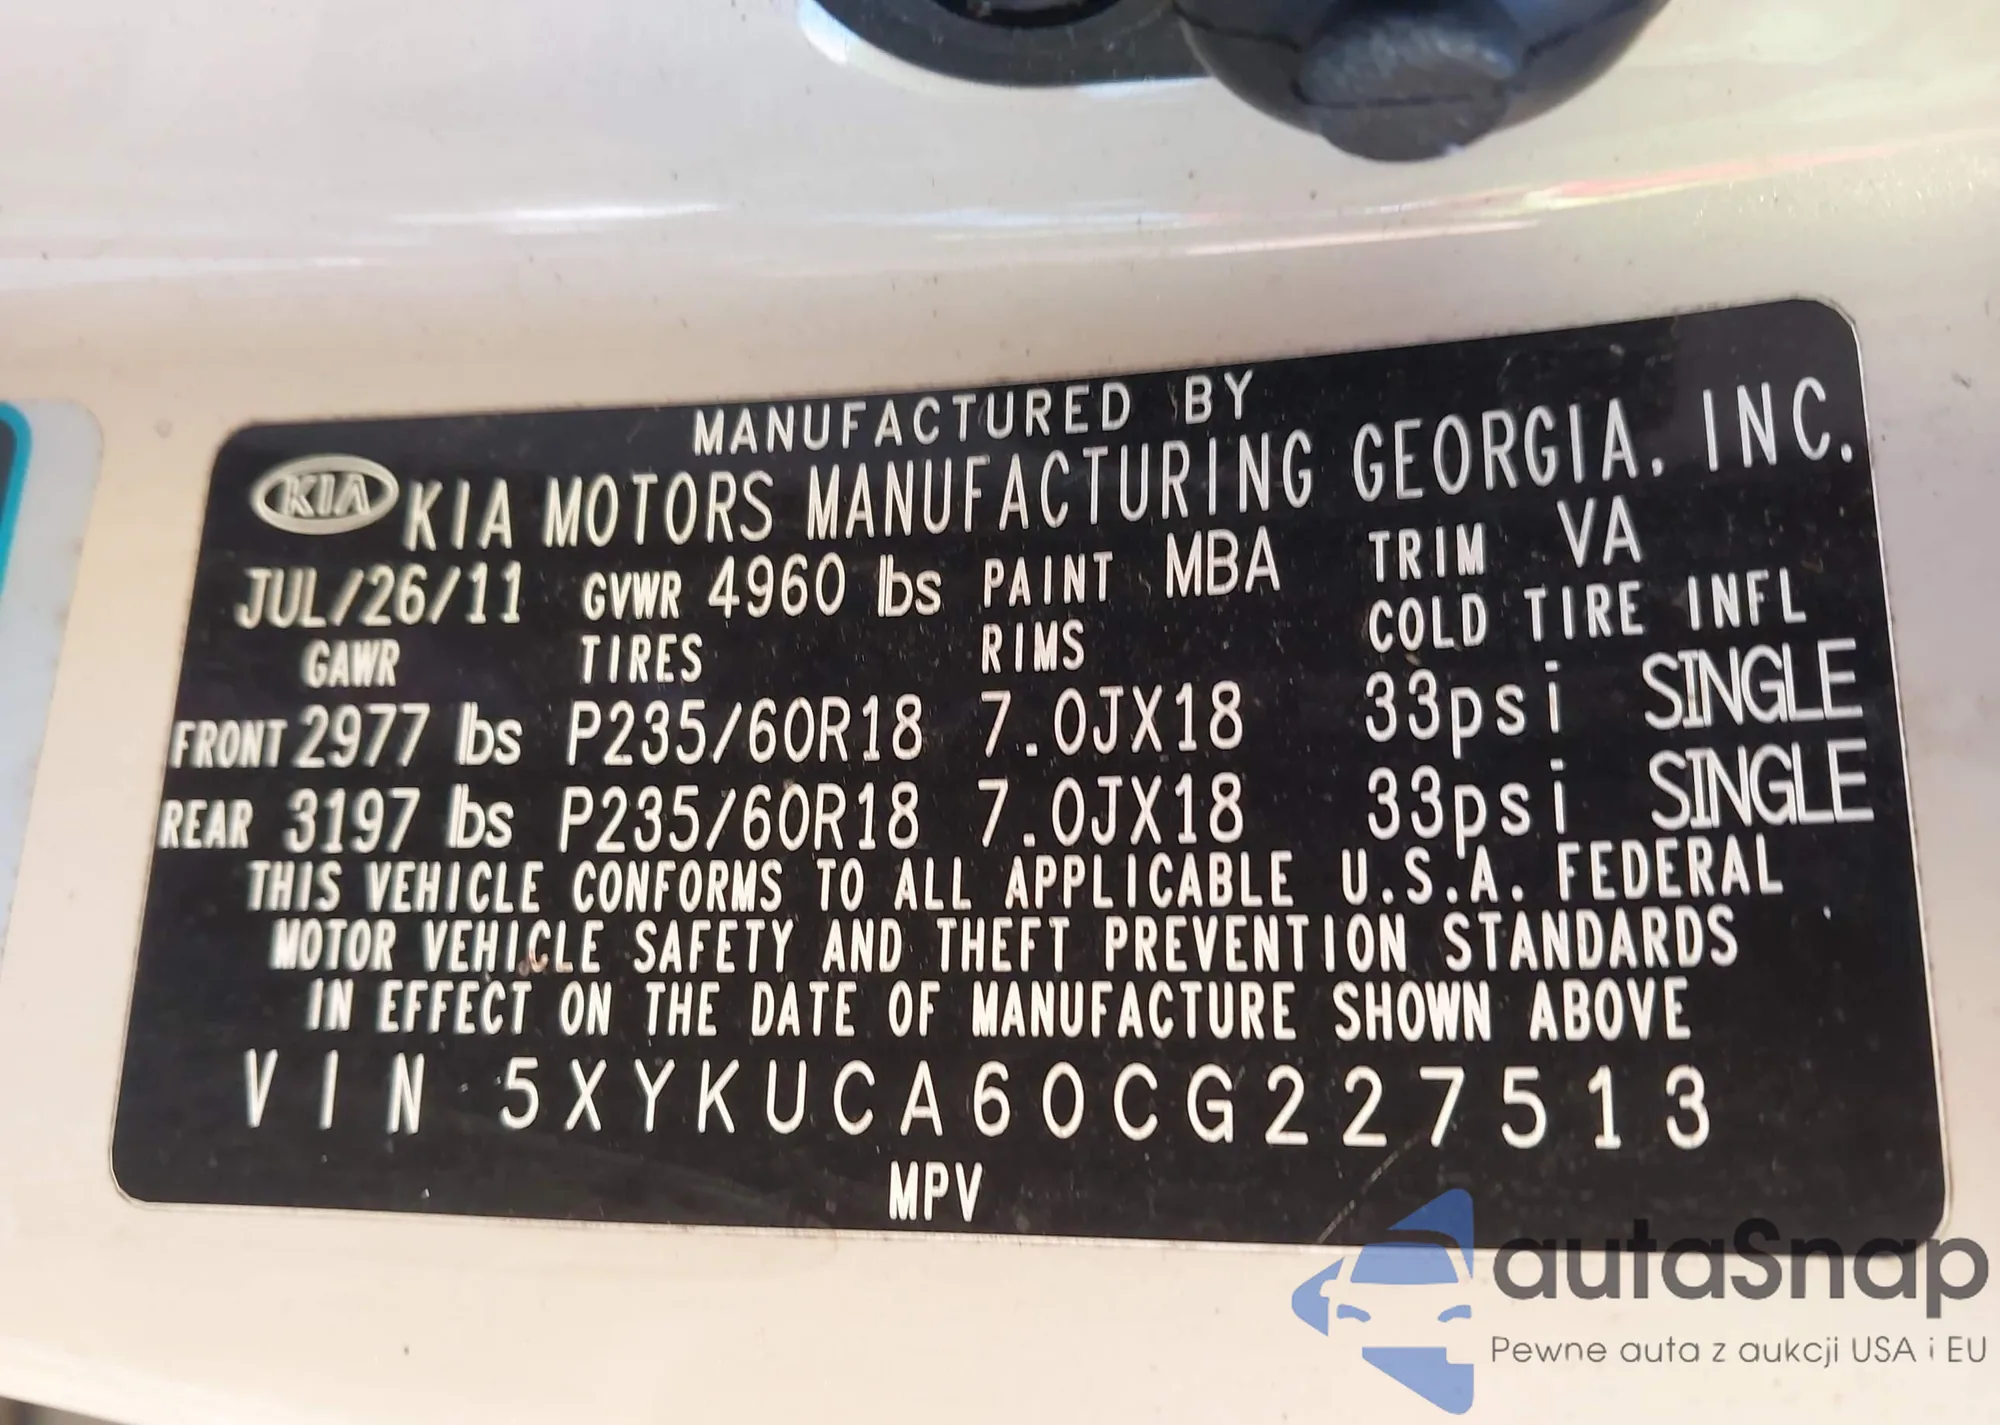 MANUFACTURED BY
KIA KIA MOTORS MANUFACTURING GEORGIA, INC.
JUL/26/11 GVWR 4960 lbs PAINT MBA TRIM VA
GAWR TIRES RIMS COLD TIRE INFL
FRONT 2977 lbs P235/60R18 7.0JX18 33psi SINGLE
REAR 3197 lbs P235/60R18 7.0JX18 33psi SINGLE
THIS VEHICLE CONFORMS TO ALL APPLICABLE U.S.A. FEDERAL
MOTOR VEHICLE SAFETY AND THEFT PREVENTION STANDARDS
IN EFFECT ON THE DATE OF MANUFACTURE SHOWN ABOVE
VIN 5XYKUCA60CG227513
MPV
autaSnap
Pewne auta z aukcji USA i EU